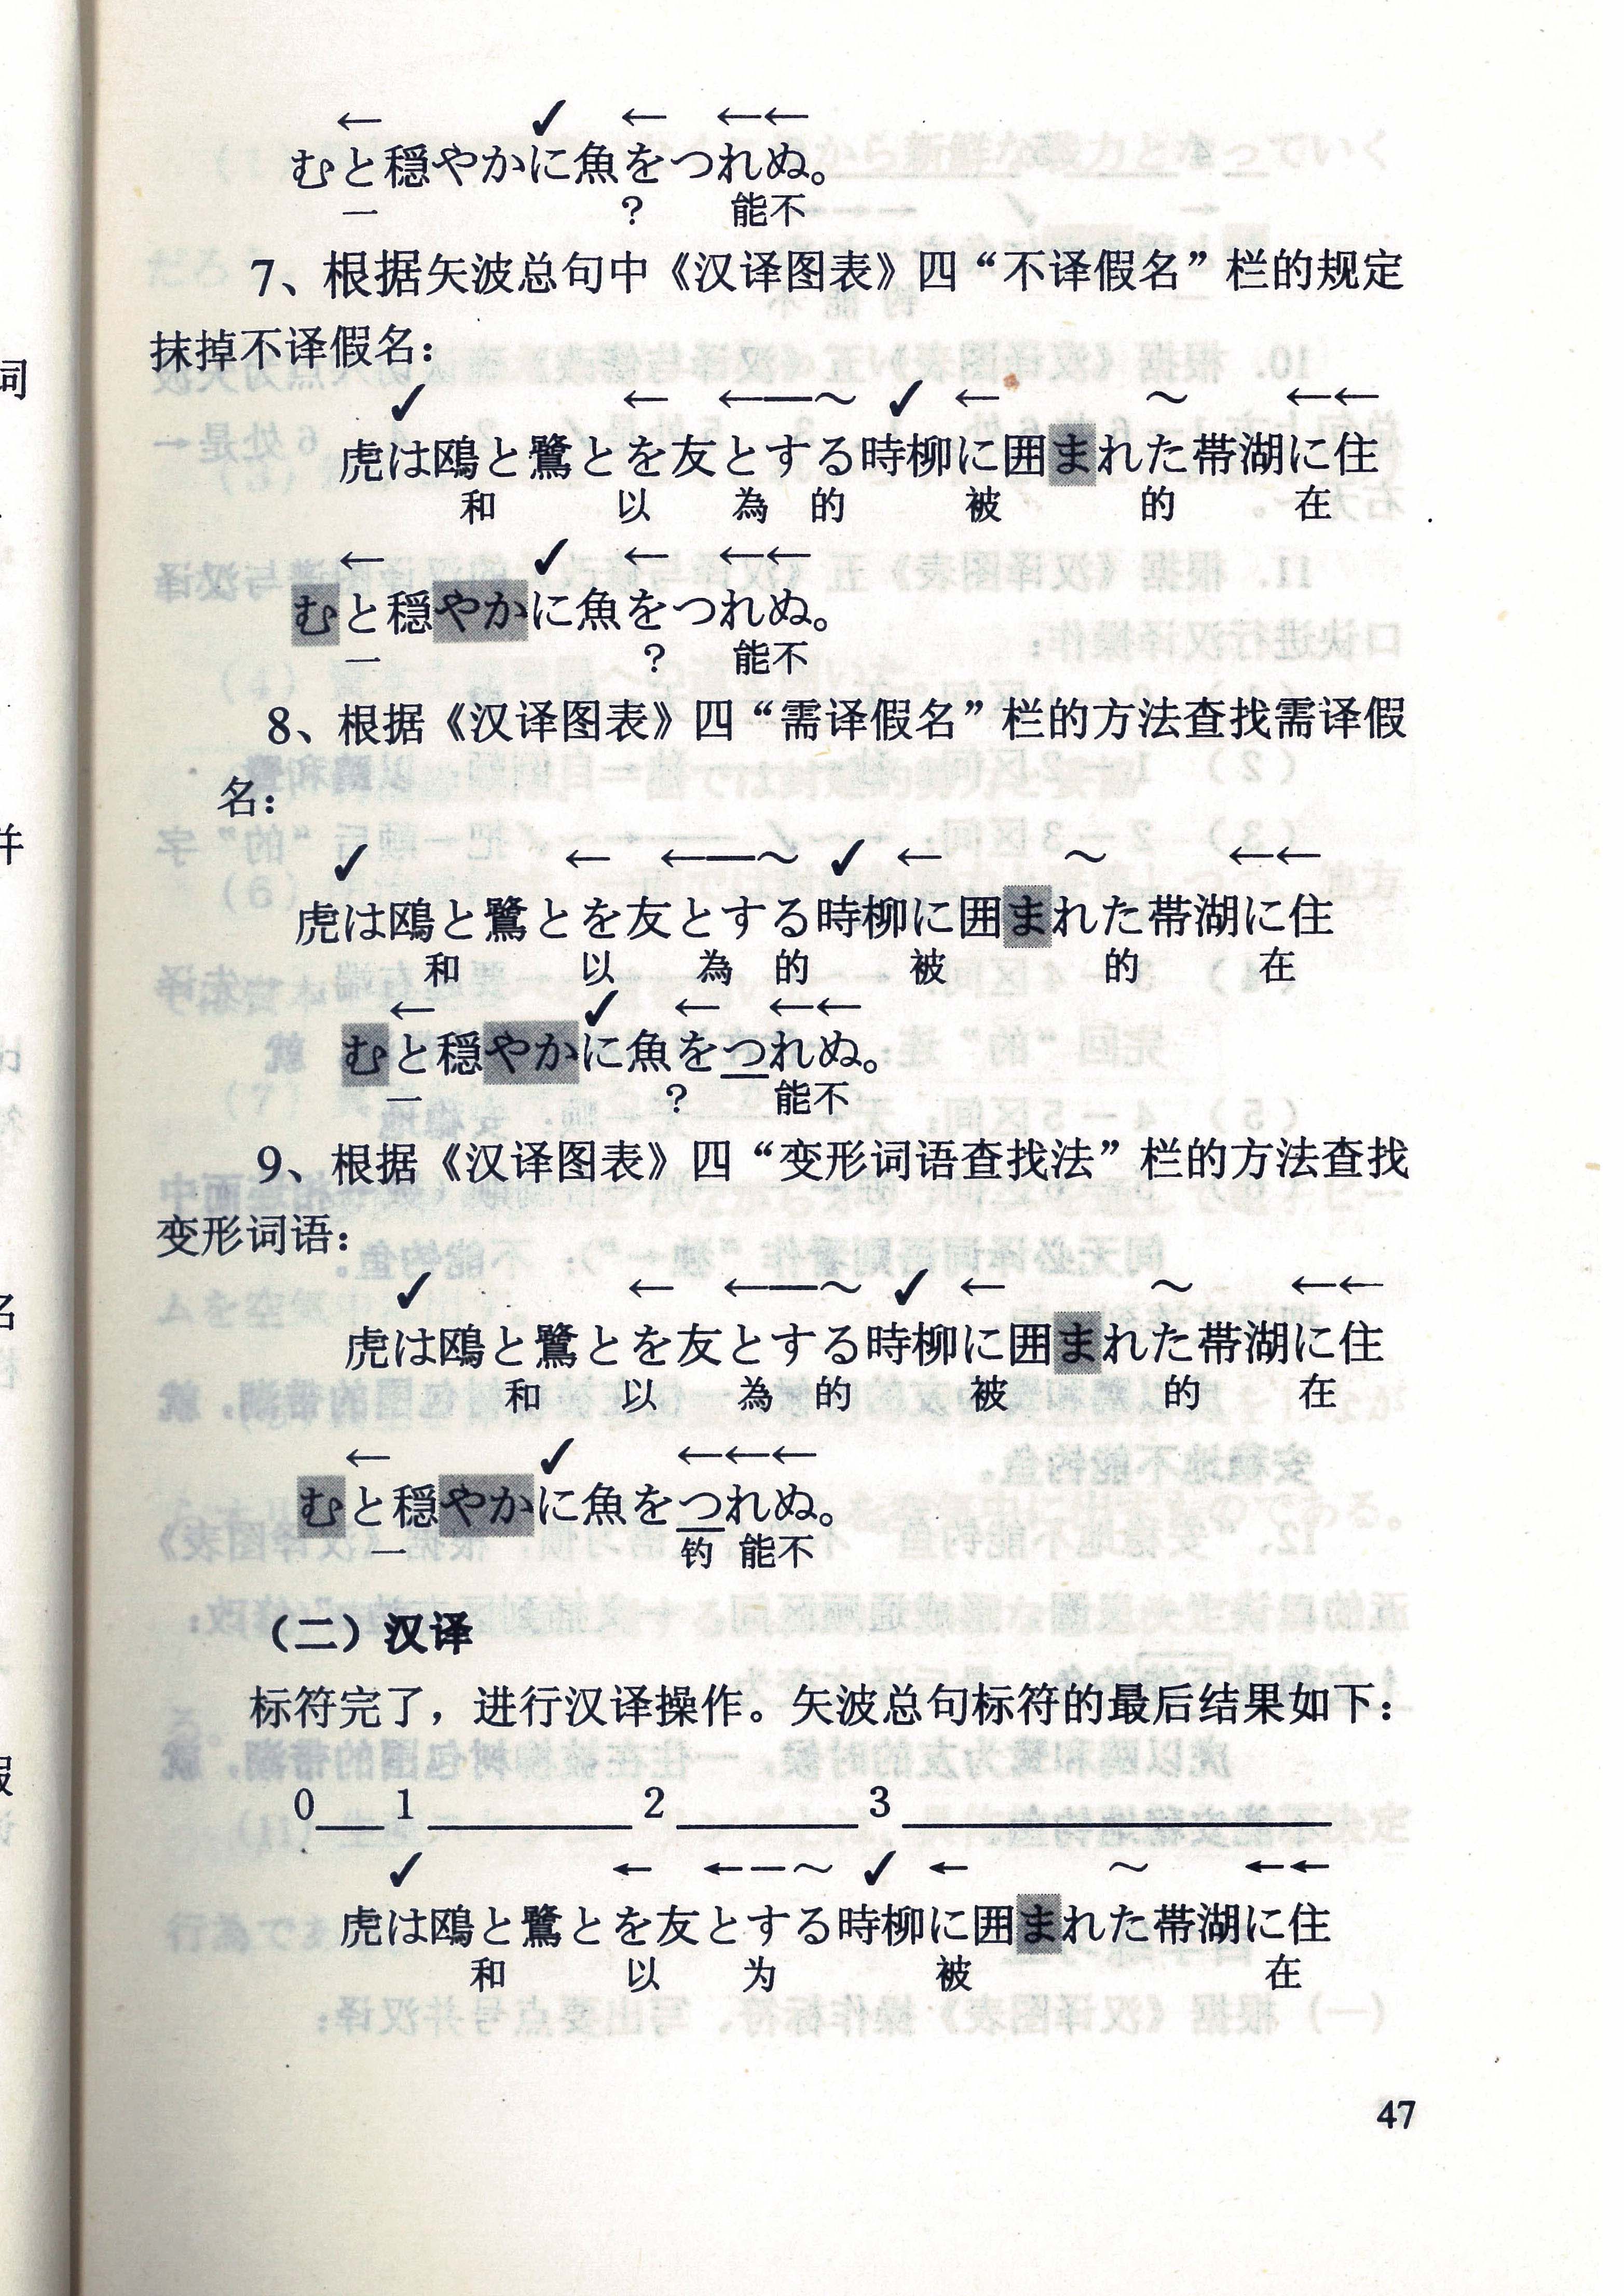 ← ✓ ← ←←
むと穏やかに魚をつれぬ。
一 ？ 能不
7、根据矢波总句中《汉译图表》四“不译假名”栏的规定
抹掉不译假名：
✓ ← ←—～ ✓ ← ～ ←←
虎は鴎と鷺とを友とする時柳に囲まれた帯湖に住
和 以 為 的 被 的 在
← ✓ ← ←←
むと穏やかに魚をつれぬ。
一 ？ 能不
8、根据《汉译图表》四“需译假名”栏的方法查找需译假
名：
✓ ← ←—～ ✓ ← ～ ←←
虎は鴎と鷺とを友とする時柳に囲まれた帯湖に住
和 以 為 的 被 的 在
← ✓ ← ←←
むと穏やかに魚をつれぬ。
一 ？ 能不
9、根据《汉译图表》四“变形词语查找法”栏的方法查找
变形词语：
✓ ← ←—～ ✓ ← ～ ←←
虎は鴎と鷺とを友とする時柳に囲まれた帯湖に住
和 以 為 的 被 的 在
← ✓ ←←←
むと穏やかに魚をつれぬ。
一 钓 能不
（二）汉译
标符完了，进行汉译操作。矢波总句标符的最后结果如下：
0 1 2 3
✓ ← ←—～ ✓ ← ～ ←←
虎は鴎と鷺とを友とする時柳に囲まれた帯湖に住
和 以 为 被 在
47